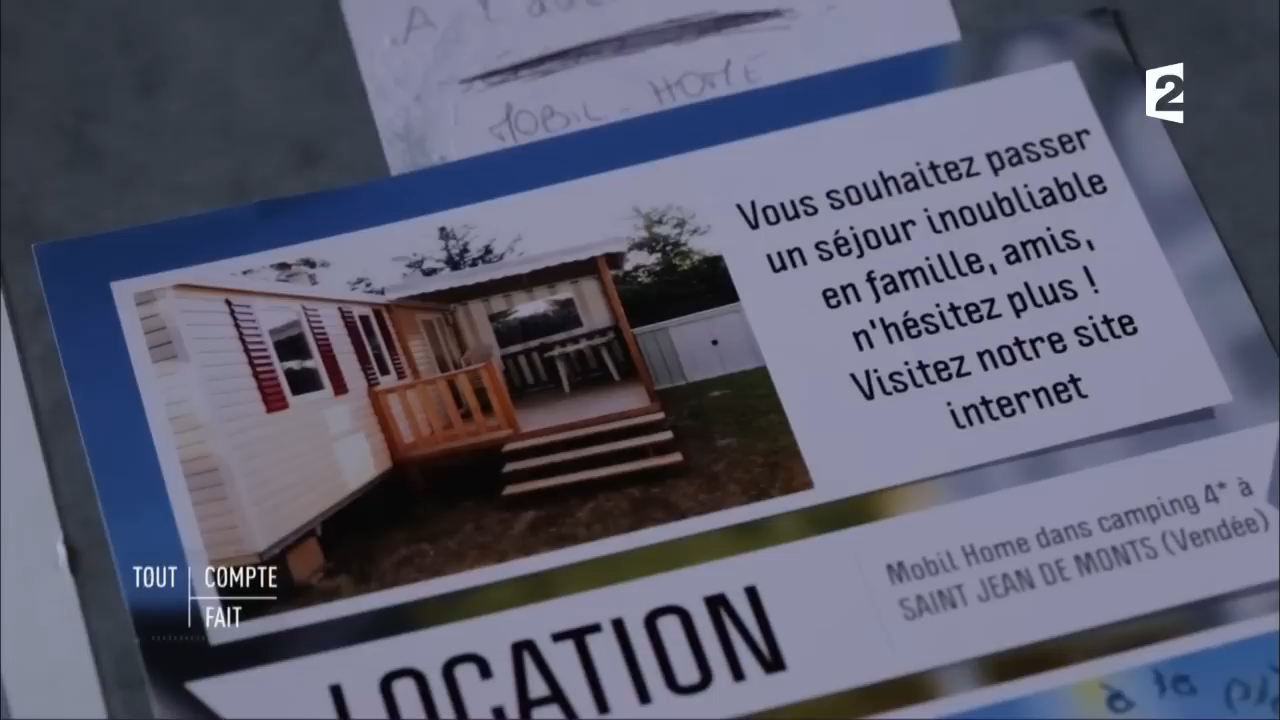 A
MOBIL-HOME
2
Vous souhaitez passer
un séjour inoubliable
en famille, amis,
n'hésitez plus !
Visitez notre site
internet
Mobil Home dans camping 4* à
SAINT JEAN DE MONTS (Vendée)
LOCATION
à la
TOUT COMPTE
FAIT